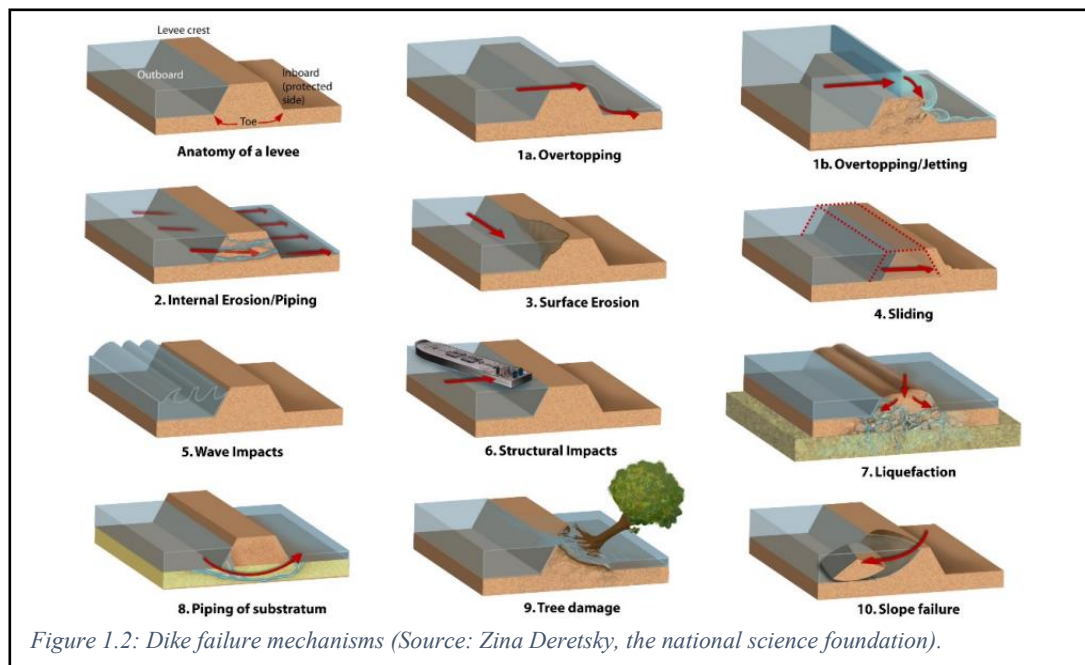 Levee crest
Outboard
Inboard
(protected
side)
Toe
Anatomy of a levee
1a. Overtopping
1b. Overtopping/Jetting
2. Internal Erosion/Piping
3. Surface Erosion
4. Sliding
5. Wave Impacts
6. Structural Impacts
7. Liquefaction
8. Piping of substratum
9. Tree damage
10. Slope failure
Figure 1.2: Dike failure mechanisms (Source: Zina Deretsky, the national science foundation).